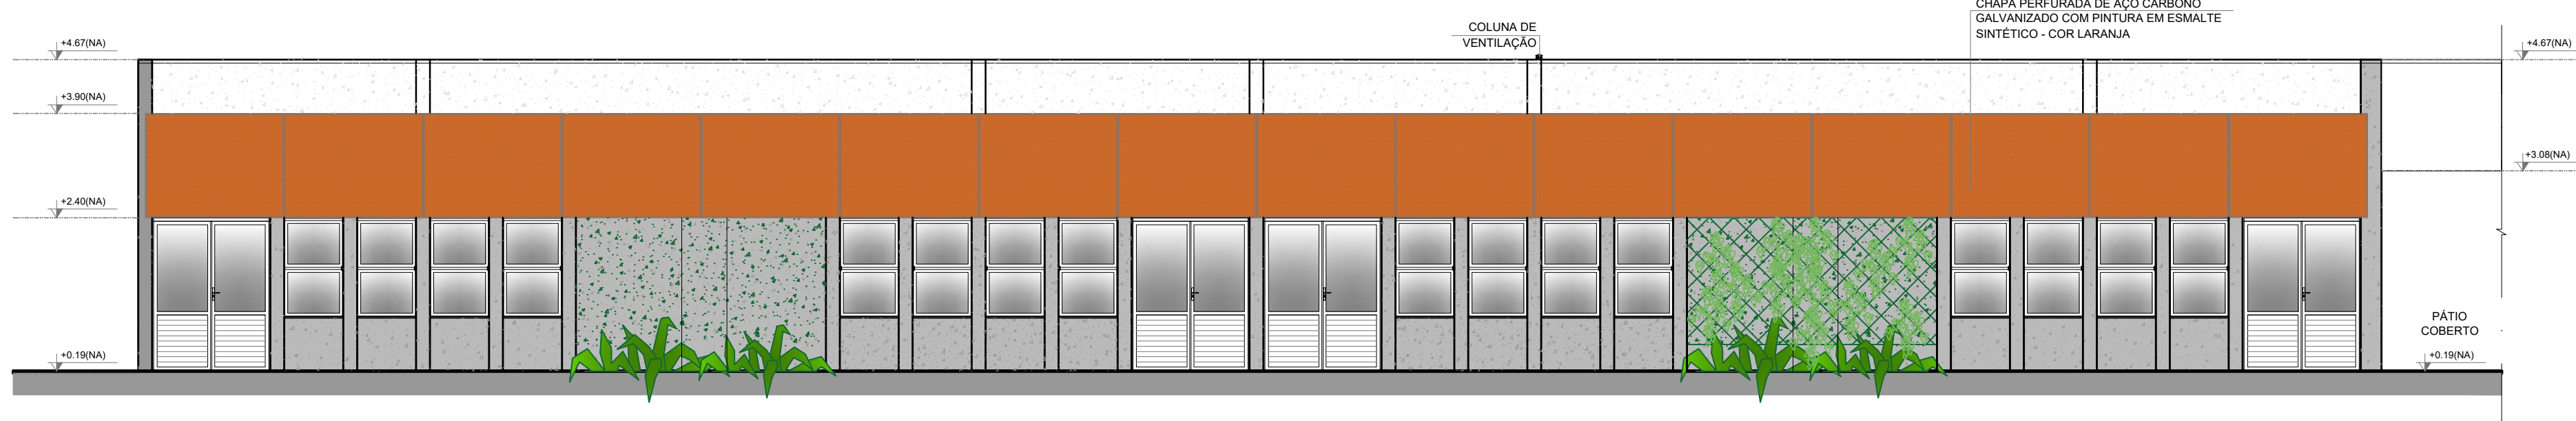 CHAPA PERFURADA DE AÇO CARBONO
GALVANIZADO COM PINTURA EM ESMALTE
SINTÉTICO - COR LARANJA
COLUNA DE
VENTILAÇÃO
+4.67(NA)
+4.67(NA)
+3.90(NA)
+3.08(NA)
+2.40(NA)
PÁTIO
COBERTO
+0.19(NA)
+0.19(NA)